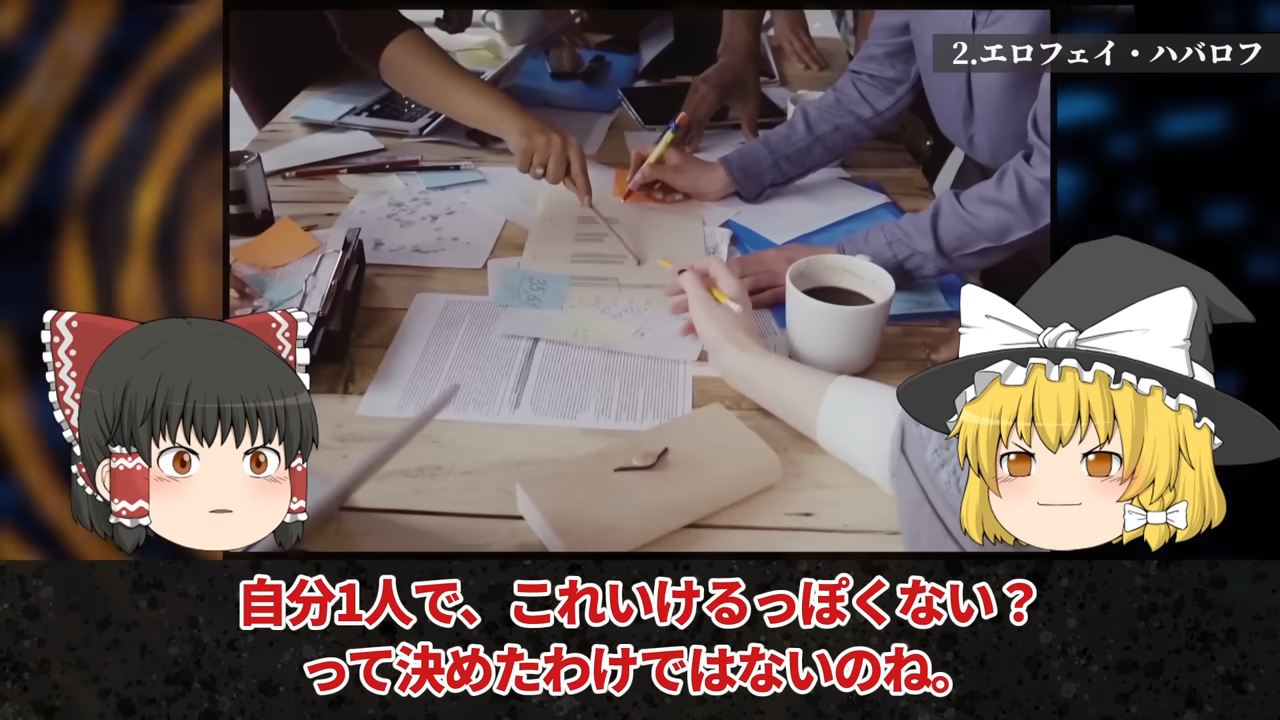 2.エロフェイ・ハバロフ
自分1人で、これいけるっぽくない？
って決めたわけではないのね。